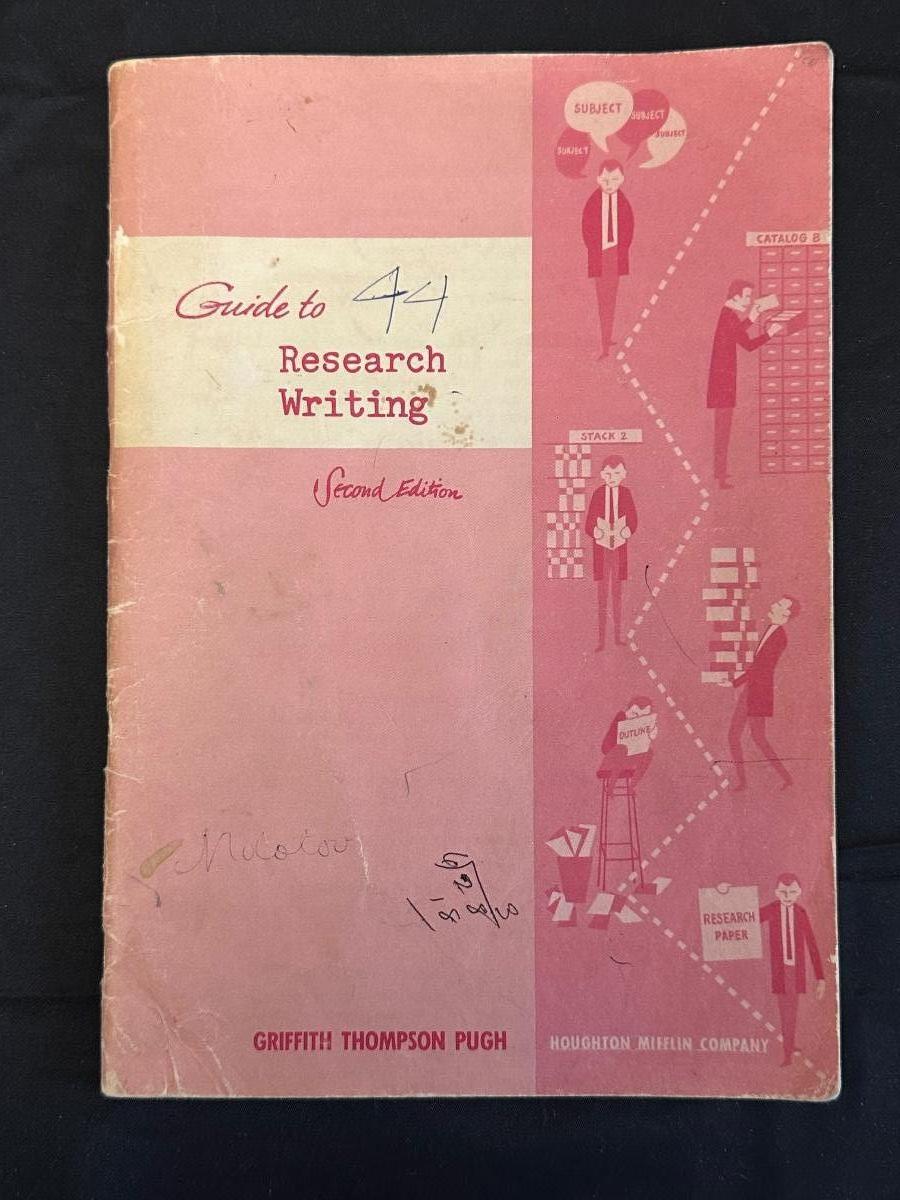 SUBJECT
SUBJECT
SUBJECT
SUBJECT
CATALOG B
Guide to 44
Research
Writing
Second Edition
STACK 2
OUTLINE
RESEARCH
PAPER
GRIFFITH THOMPSON PUGH
HOUGHTON MIFFLIN COMPANY